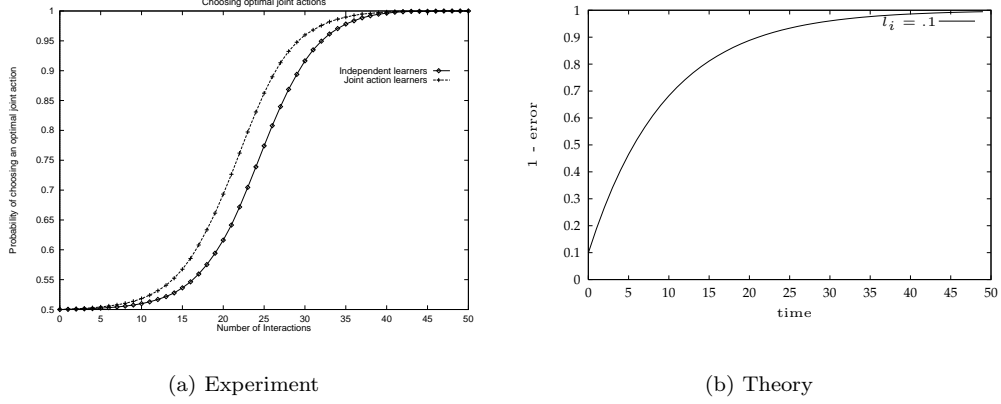 Choosing optimal joint actions
Probability of choosing an optimal joint action
1
0.95
0.9
0.85
0.8
0.75
0.7
0.65
0.6
0.55
0.5
Independent learners
Joint action learners
0 5 10 15 20 25 30 35 40 45 50
Number of Interactions
(a) Experiment
1 - error
1
0.9
0.8
0.7
0.6
0.5
0.4
0.3
0.2
0.1
0
l_i = .1
0 5 10 15 20 25 30 35 40 45 50
time
(b) Theory